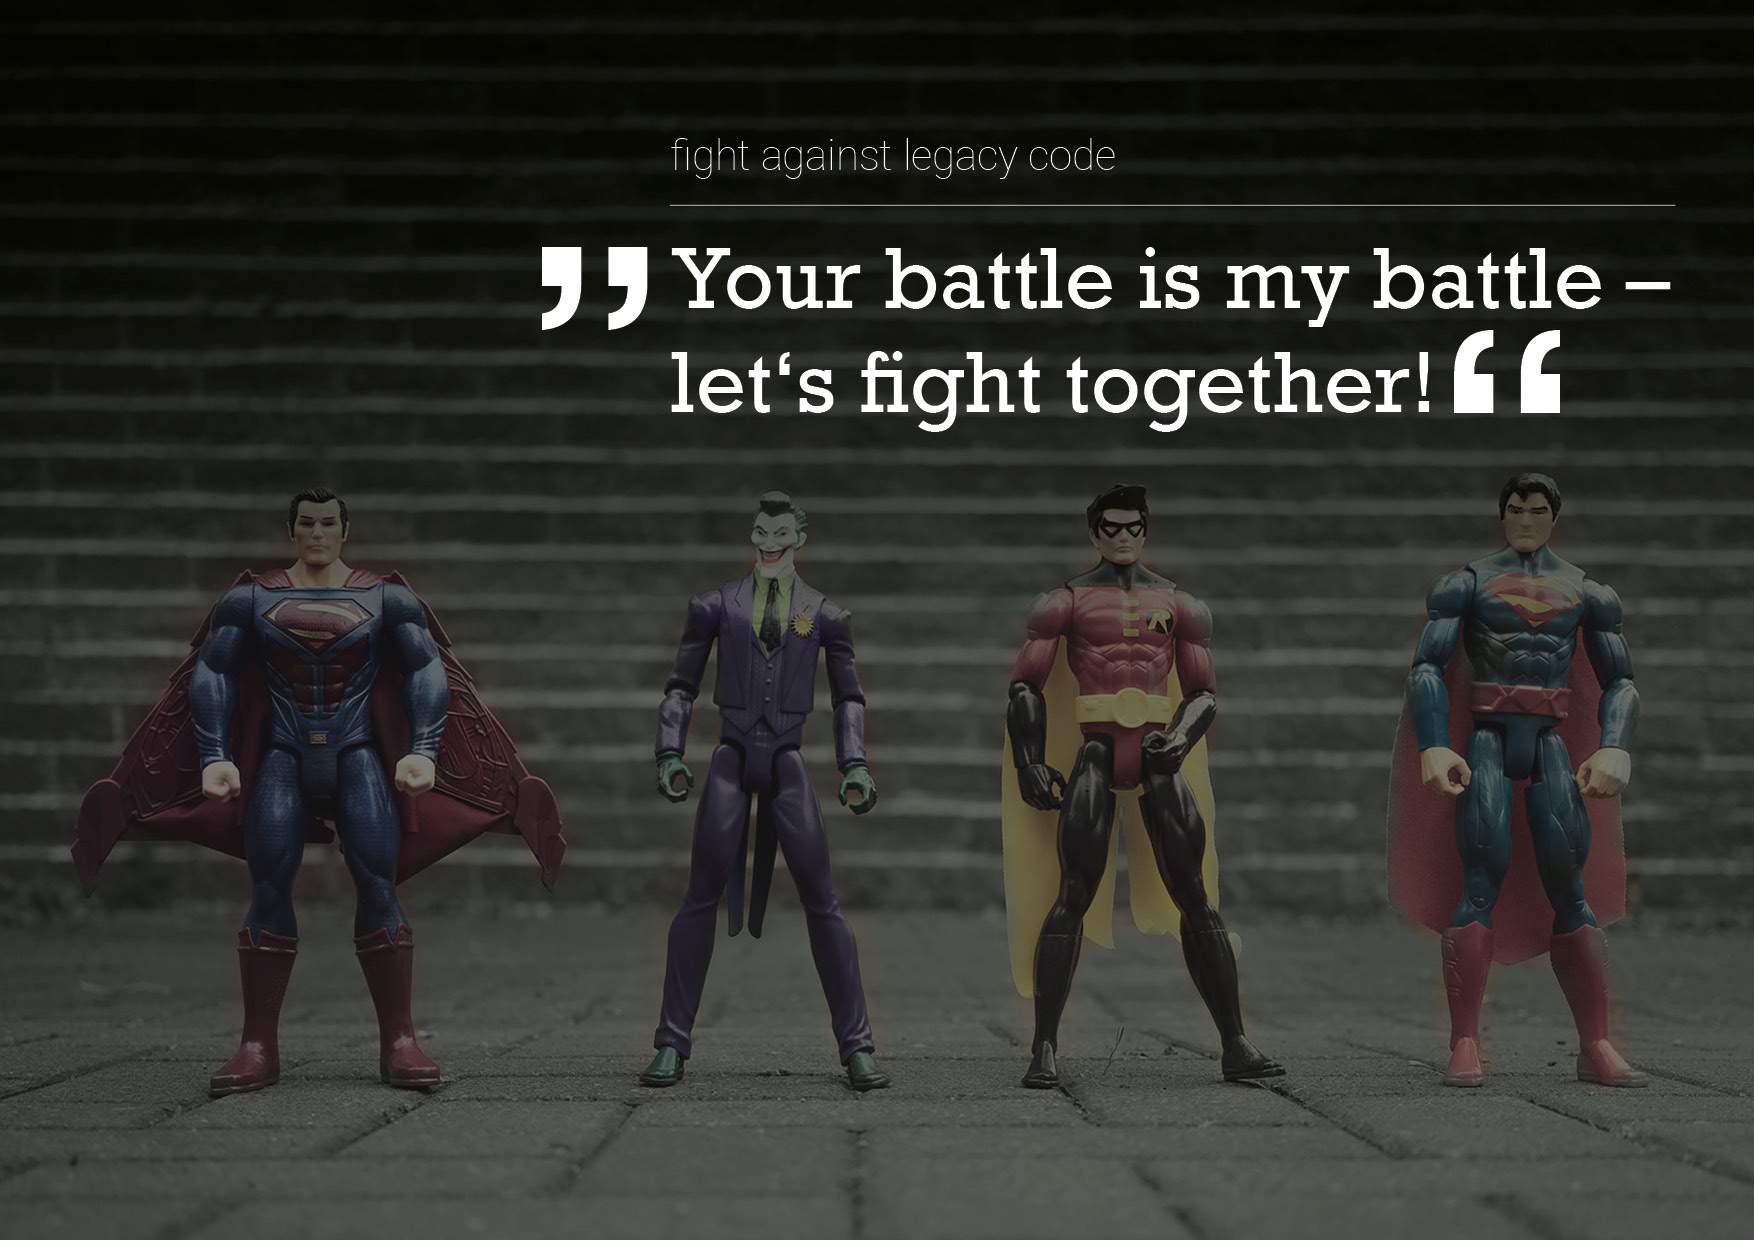 fight against legacy code
”Your battle is my battle –
let‘s fight together!“